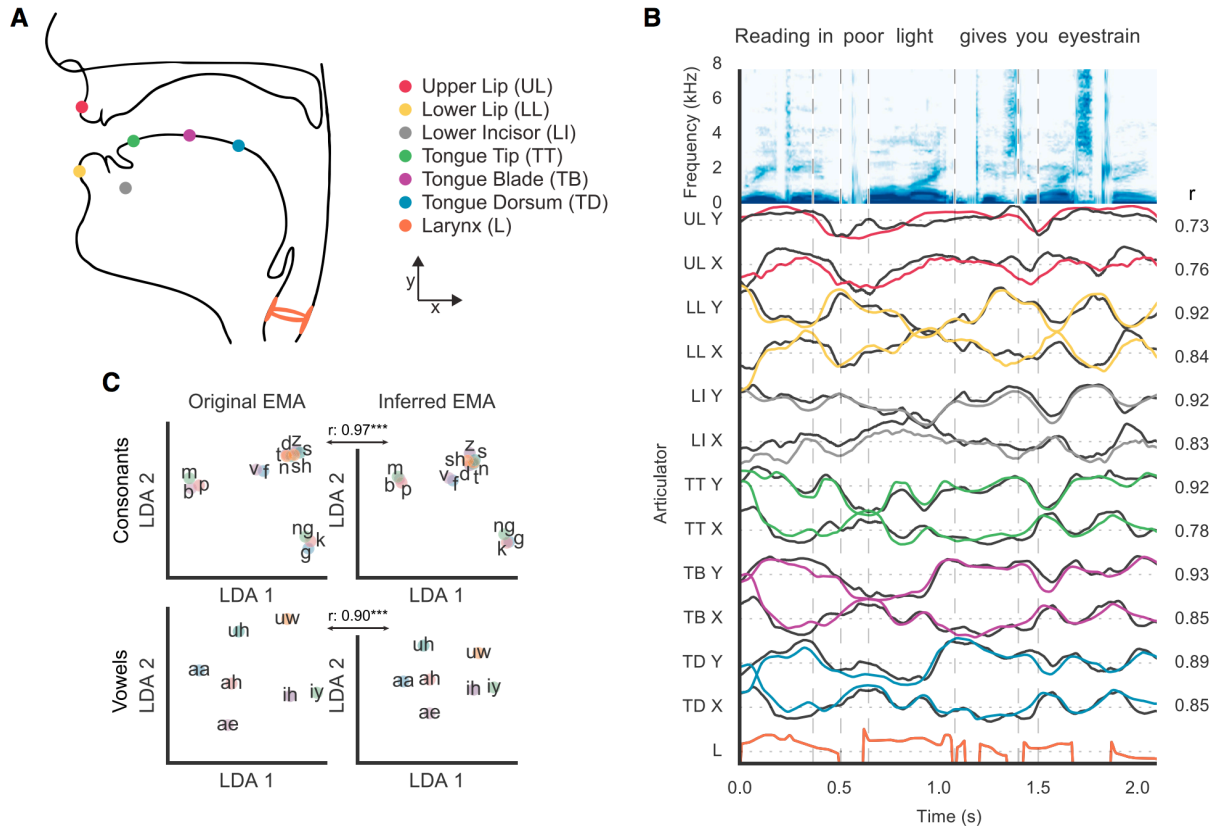 A
Upper Lip (UL)
Lower Lip (LL)
Lower Incisor (LI)
Tongue Tip (TT)
Tongue Blade (TB)
Tongue Dorsum (TD)
Larynx (L)
y
x
B
Reading in poor light gives you eyestrain
Frequency (kHz)
8
6
4
2
0
r
UL Y 0.73
UL X 0.76
LL Y 0.92
LL X 0.84
LI Y 0.92
LI X 0.83
TT Y 0.92
TT X 0.78
TB Y 0.93
TB X 0.85
TD Y 0.89
TD X 0.85
L
Articulator
0.0 0.5 1.0 1.5 2.0
Time (s)
C
Original EMA
Inferred EMA
r: 0.97***
Consonants
LDA 2
m
b
p
v
f
t
d
z
s
n
sh
ng
k
g
LDA 1
LDA 2
m
b
p
v
f
sh
z
s
d
t
n
ng
g
k
LDA 1
r: 0.90***
Vowels
LDA 2
uh
uw
aa
ah
ih
iy
ae
LDA 1
LDA 2
uh
uw
aa
ah
ih
iy
ae
LDA 1